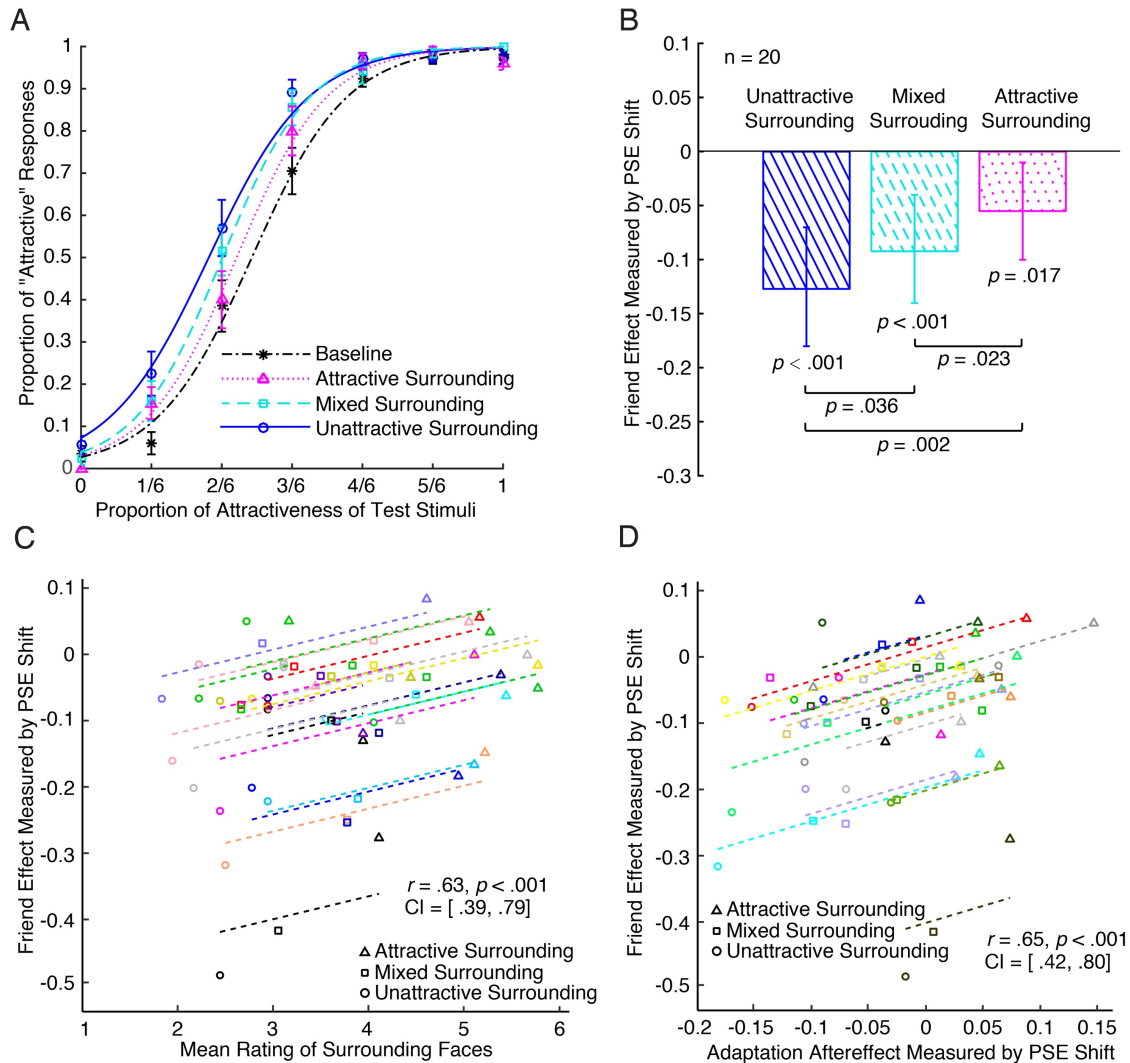 A
Proportion of "Attractive" Responses
1
0.9
0.8
0.7
0.6
0.5
0.4
0.3
0.2
0.1
0
Baseline
Attractive Surrounding
Mixed Surrounding
Unattractive Surrounding
0 1/6 2/6 3/6 4/6 5/6 1
Proportion of Attractiveness of Test Stimuli
B
Friend Effect Measured by PSE Shift
0.1
0.05
0
-0.05
-0.1
-0.15
-0.2
-0.25
-0.3
n = 20
Unattractive Surrounding
Mixed Surrouding
Attractive Surrounding
p = .017
p < .001
p = .023
p < .001
p = .036
p = .002
C
Friend Effect Measured by PSE Shift
0.1
0
-0.1
-0.2
-0.3
-0.4
-0.5
r = .63, p < .001
CI = [ .39, .79]
Attractive Surrounding
Mixed Surrounding
Unattractive Surrounding
1 2 3 4 5 6
Mean Rating of Surrounding Faces
D
Friend Effect Measured by PSE Shift
0.1
0
-0.1
-0.2
-0.3
-0.4
-0.5
Attractive Surrounding
Mixed Surrounding
Unattractive Surrounding
r = .65, p < .001
CI = [ .42, .80]
-0.2 -0.15 -0.1 -0.05 0 0.05 0.1 0.15
Adaptation Aftereffect Measured by PSE Shift